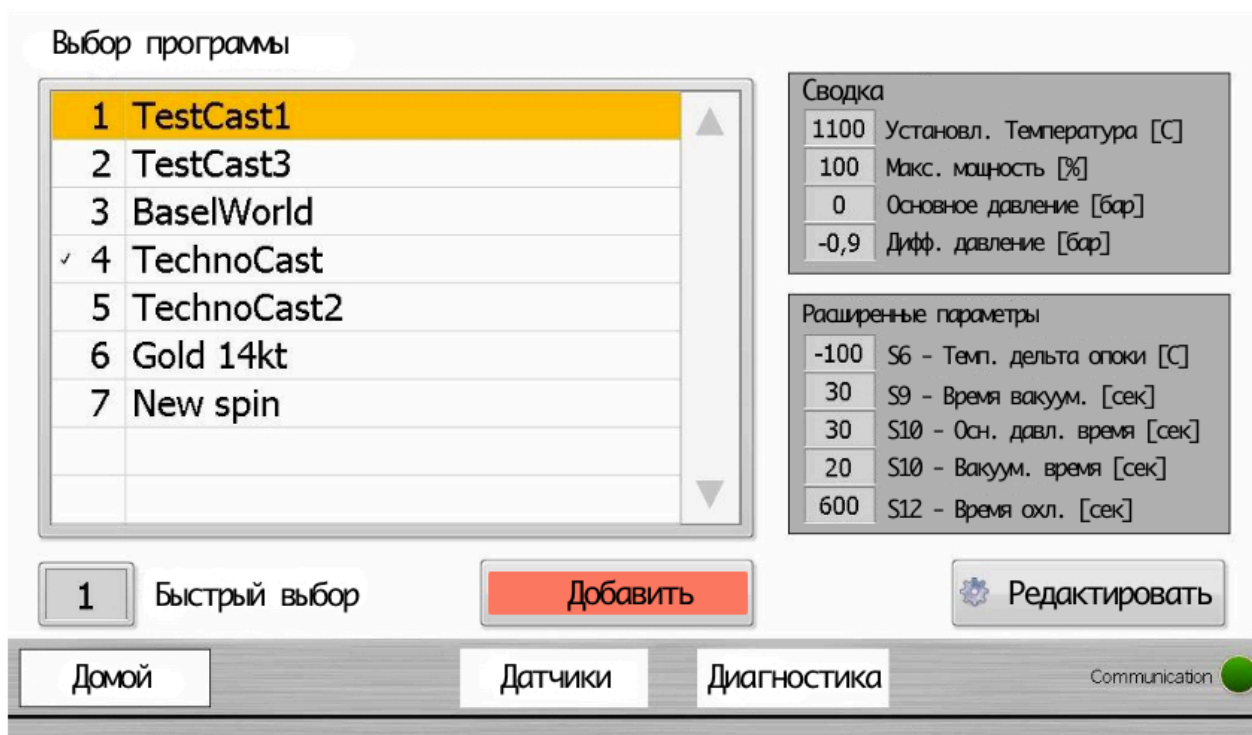 Выбор программы
1 TestCast1
2 TestCast3
3 BaselWorld
✓ 4 TechnoCast
5 TechnoCast2
6 Gold 14kt
7 New spin
Сводка
1100 Установл. Температура [C]
100 Макс. мощность [%]
0 Основное давление [бар]
-0,9 Дифф. давление [бар]
Расширенные параметры
-100 S6 - Темп. дельта опоки [C]
30 S9 - Время вакуум. [сек]
30 S10 - Осн. давл. время [сек]
20 S10 - Вакуум. время [сек]
600 S12 - Время охл. [сек]
1 Быстрый выбор
Добавить
Редактировать
Домой
Датчики
Диагностика
Communication